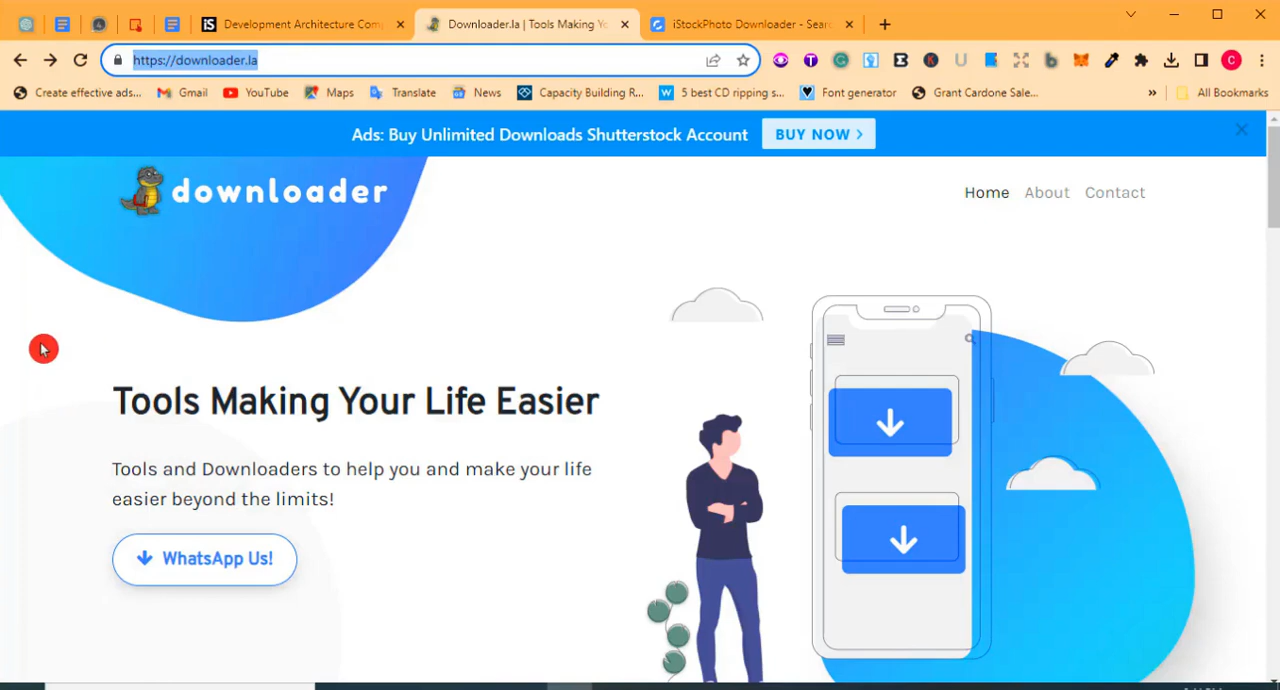 Development Architecture Com
Downloader.la | Tools Making Yo
iStockPhoto Downloader - Sear
https://downloader.la
C
Create effective ads...
Gmail
YouTube
Maps
Translate
News
Capacity Building R...
5 best CD ripping s...
Font generator
Grant Cardone Sale...
»
All Bookmarks
Ads: Buy Unlimited Downloads Shutterstock Account
BUY NOW >
downloader
Home
About
Contact
Tools Making Your Life Easier
Tools and Downloaders to help you and make your life
easier beyond the limits!
WhatsApp Us!